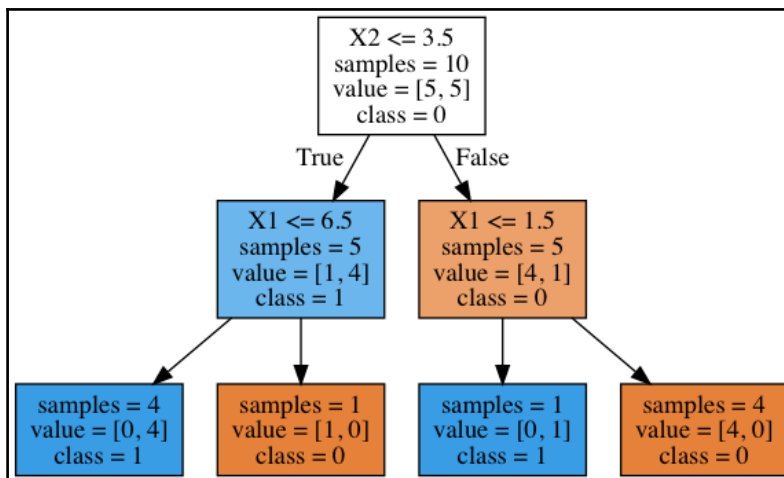 X2 <= 3.5
samples = 10
value = [5, 5]
class = 0
True
False
X1 <= 6.5
samples = 5
value = [1, 4]
class = 1
X1 <= 1.5
samples = 5
value = [4, 1]
class = 0
samples = 4
value = [0, 4]
class = 1
samples = 1
value = [1, 0]
class = 0
samples = 1
value = [0, 1]
class = 1
samples = 4
value = [4, 0]
class = 0